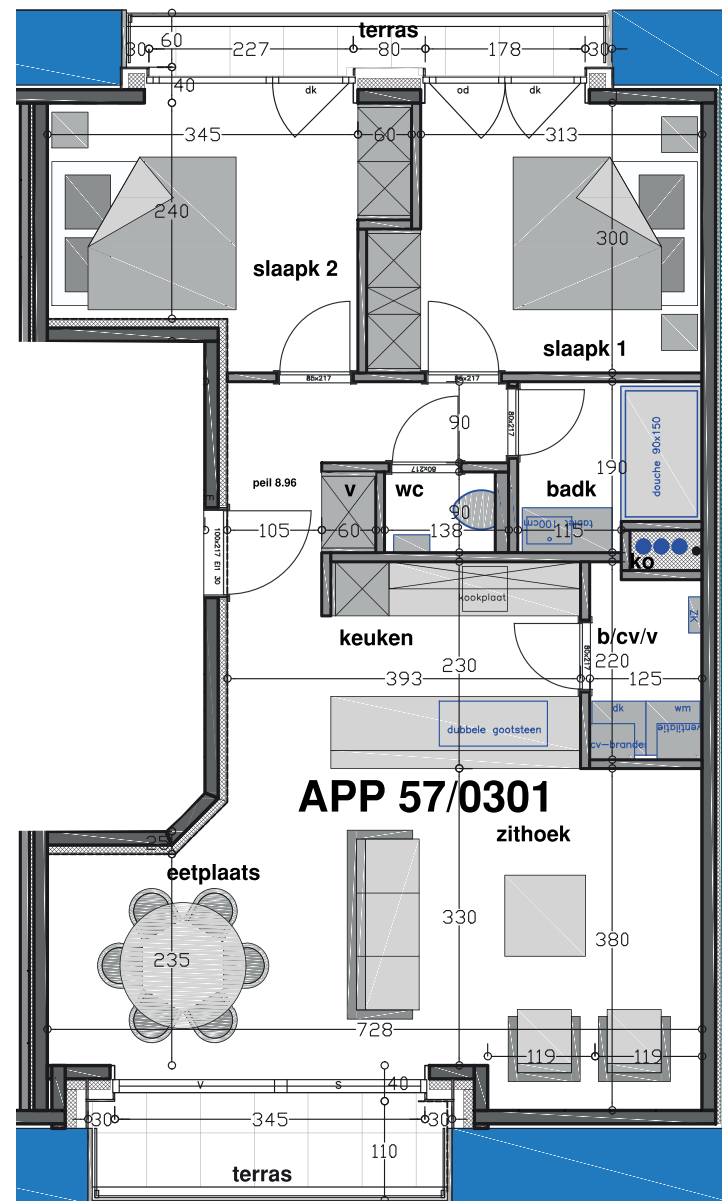 terras
60
30 227 80 178 30
40
dk od dk
345 60 313
240
300
slaapk 2
slaapk 1
80x217
90
80x217
80x217
douche 90x150
190
peil 8.96
v wc badk
90
tablet 100cm
105 60 138 115
100x217 EI1 30
ko
kookplaat
ZK
keuken b/cv/v
230 220
80x217
393 125
dk wm
dubbele gootsteen
ventilatie
cv-brander
APP 57/0301
zithoek
25
eetplaats
330
380
235
728
119 119
v s 40
30 345 30
110
terras